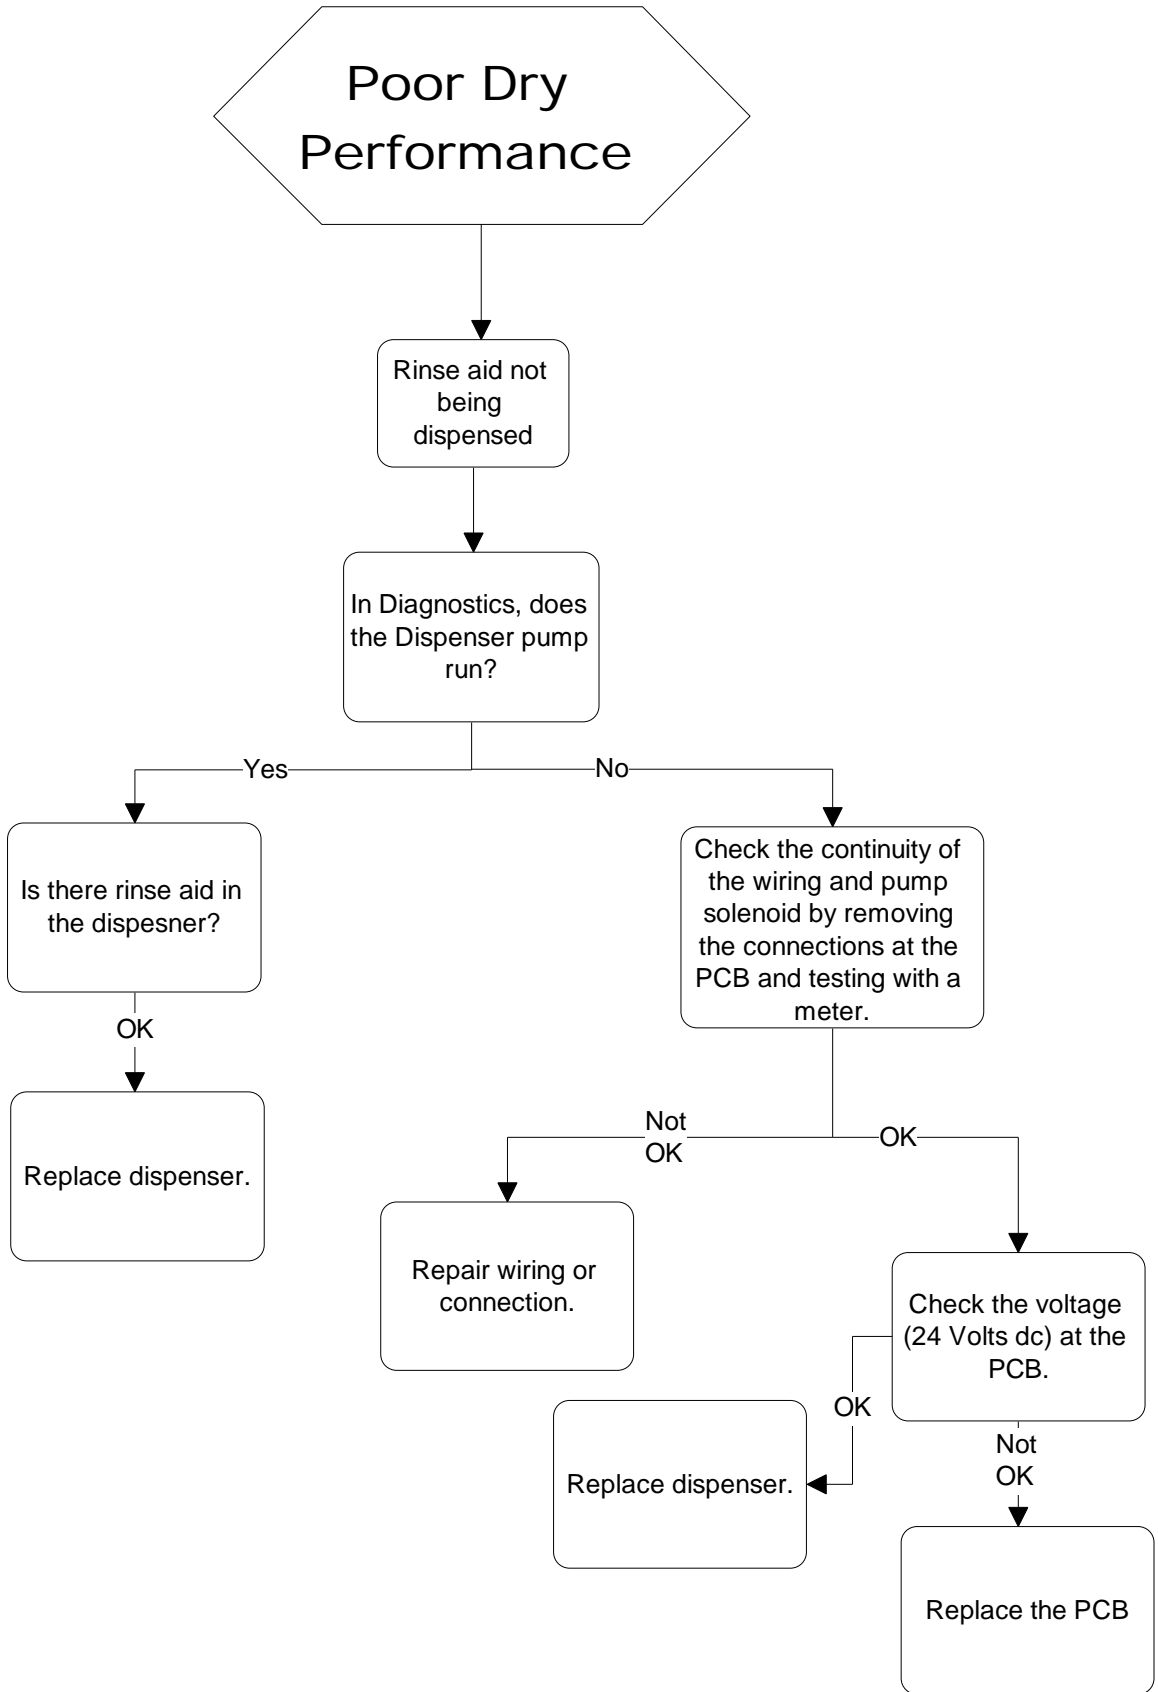 Poor Dry
Performance
Rinse aid not
being
dispensed
In Diagnostics, does
the Dispenser pump
run?
Yes
No
Is there rinse aid in
the dispesner?
Check the continuity of
the wiring and pump
solenoid by removing
the connections at the
PCB and testing with a
meter.
OK
Replace dispenser.
Not
OK
OK
Repair wiring or
connection.
Check the voltage
(24 Volts dc) at the
PCB.
OK
Replace dispenser.
Not
OK
Replace the PCB